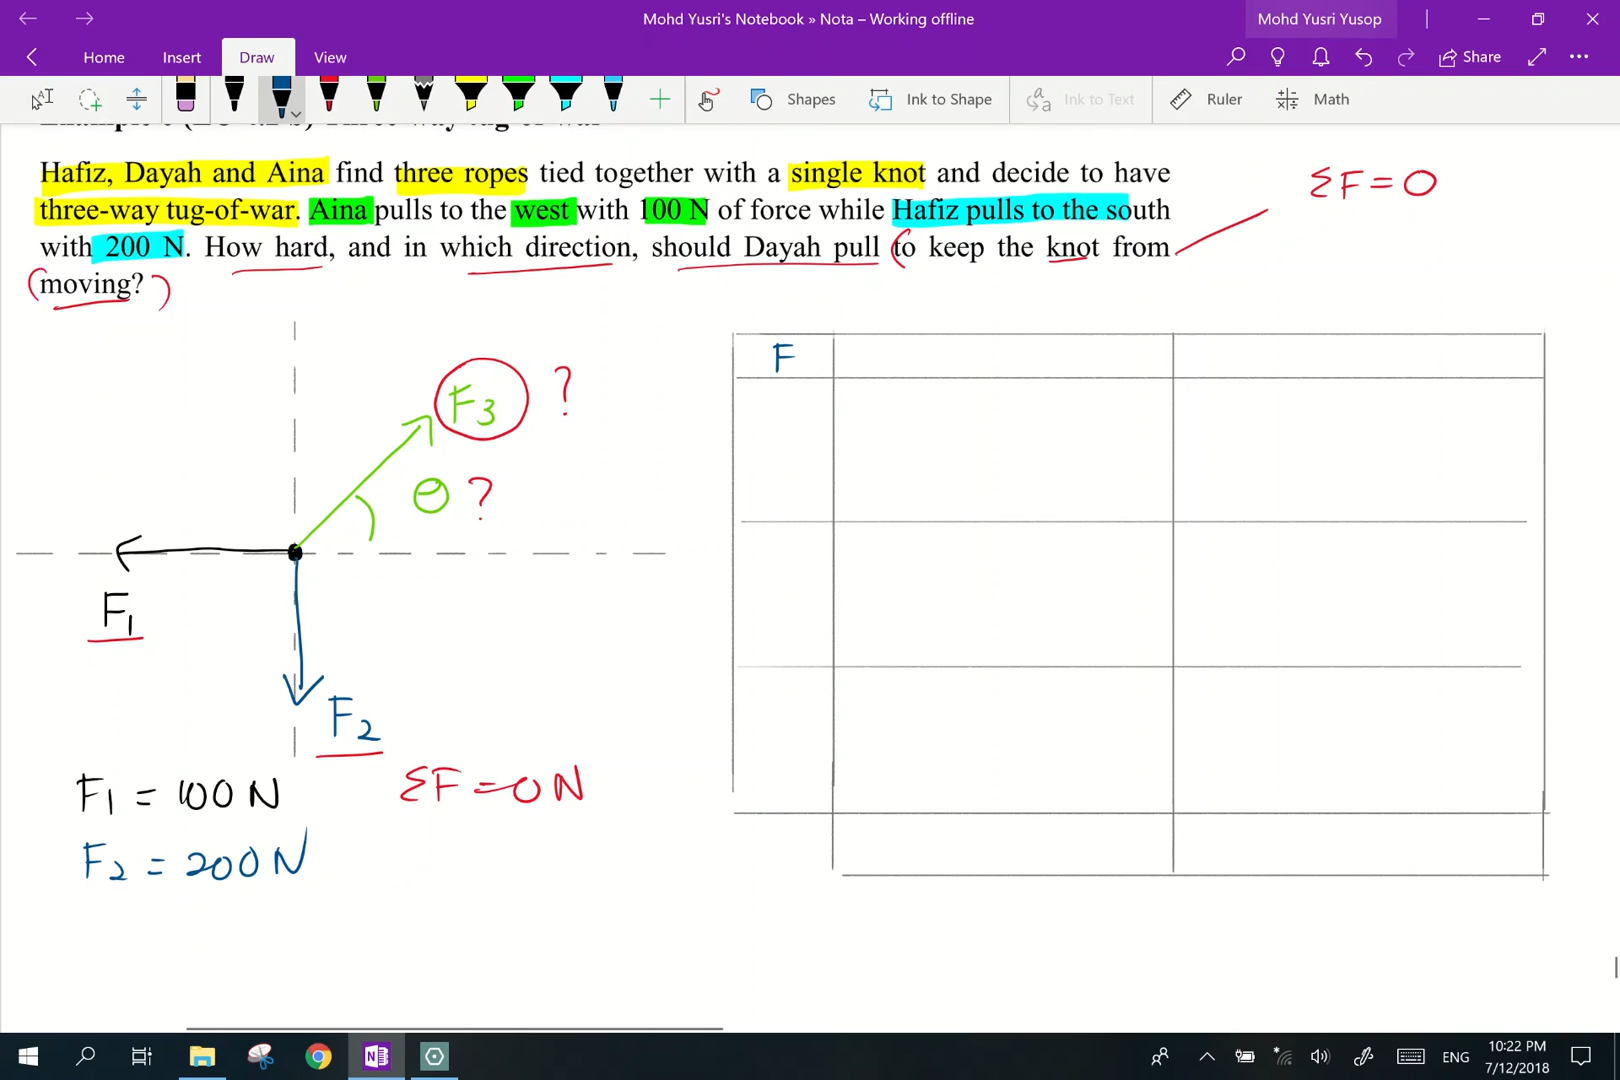 Mohd Yusri's Notebook » Nota – Working offline
Mohd Yusri Yusop
Home Insert Draw View
Share
Shapes Ink to Shape Ink to Text Ruler Math
Hafiz, Dayah and Aina find three ropes tied together with a single knot and decide to have
three-way tug-of-war. Aina pulls to the west with 100 N of force while Hafiz pulls to the south
with 200 N. How hard, and in which direction, should Dayah pull (to keep the knot from
(moving?)
ΣF = 0
F
F3 ?
θ ?
F1
F2
F1 = 100 N
ΣF = 0 N
F2 = 200 N
ENG
10:22 PM
7/12/2018